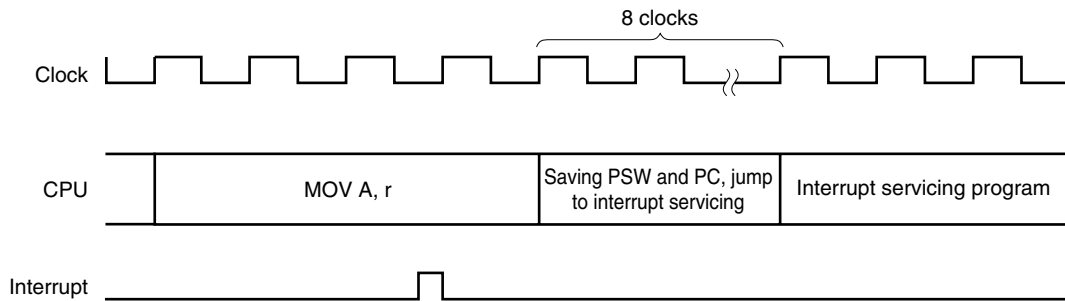 8 clocks
Clock
CPU
MOV A, r
Saving PSW and PC, jump
to interrupt servicing
Interrupt servicing program
Interrupt